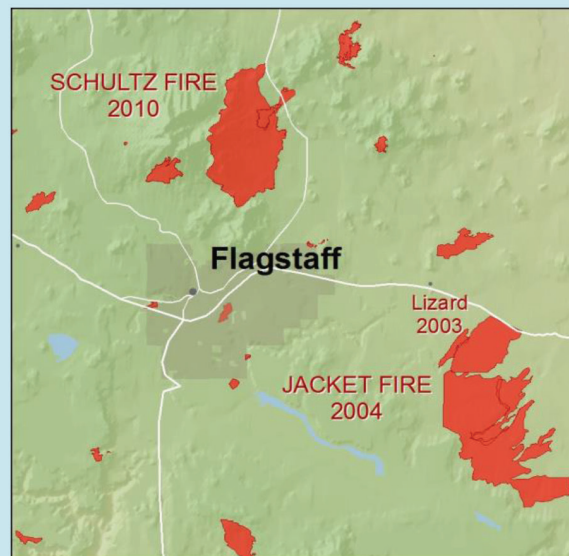 SCHULTZ FIRE
2010
Flagstaff
Lizard
2003
JACKET FIRE
2004